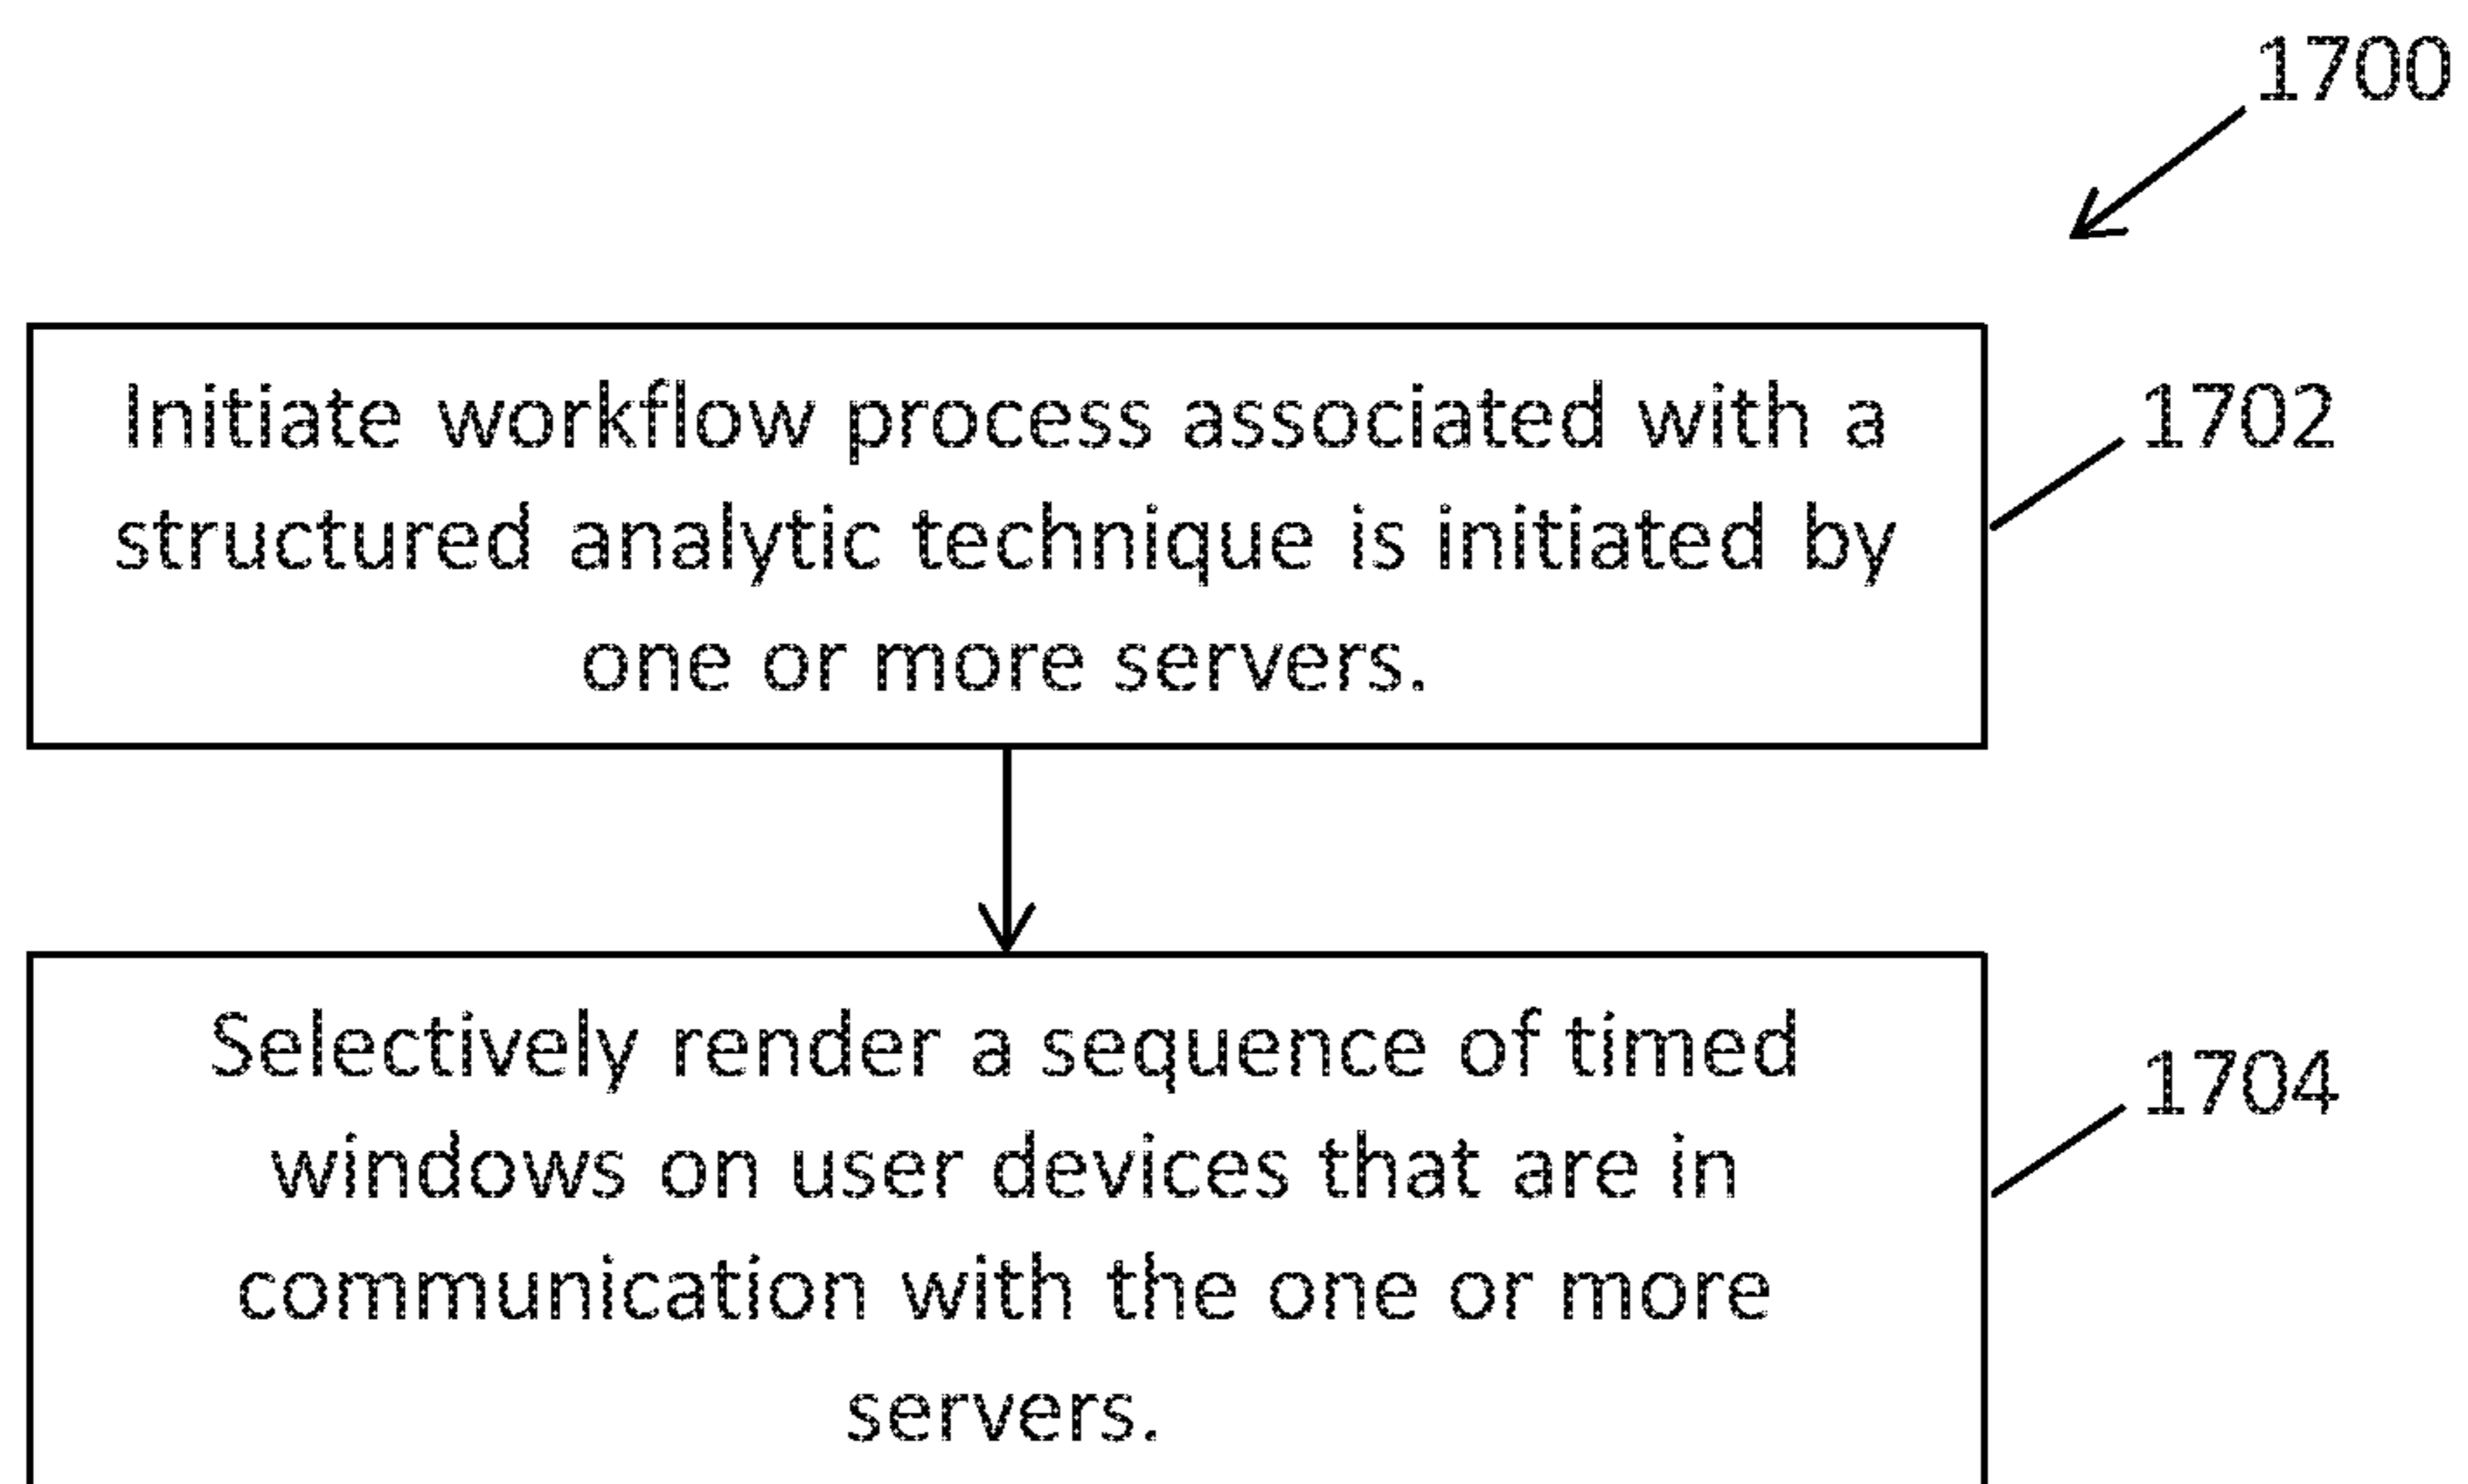 1700
Initiate workflow process associated with a
structured analytic technique is initiated by
one or more servers.
1702
Selectively render a sequence of timed
windows on user devices that are in
communication with the one or more
servers.
1704